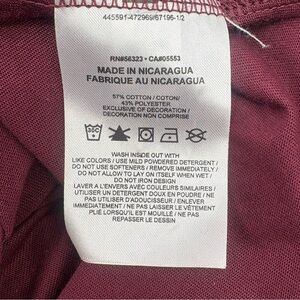 445591-472969/67196-1/2
RN#56323 • CA#05553
MADE IN NICARAGUA
FABRIQUE AU NICARAGUA
57% COTTON / COTON/
43% POLYESTER
EXCLUSIVE OF DECORATION /
DECORATION NON COMPRISE
WASH INSIDE OUT WITH
LIKE COLORS / USE MILD POWDERED DETERGENT /
DO NOT USE SOFTENERS / REMOVE IMMEDIATELY /
DO NOT ALLOW TO LAY ON ITSELF WHEN WET /
DO NOT IRON DESIGN
LAVER A L'ENVERS AVEC COULEURS SIMILAIRES /
UTILISER UN DETERGENT DOUX EN POUDRE / NE
PAS UTILISER D'ADOUCISSEUR / ENLEVER
IMMEDIATEMENT / NE PAS LAISSER LE VETEMENT
PLIE LORSQU'IL EST MOUILLE / NE PAS
REPASSER LE DESSIN